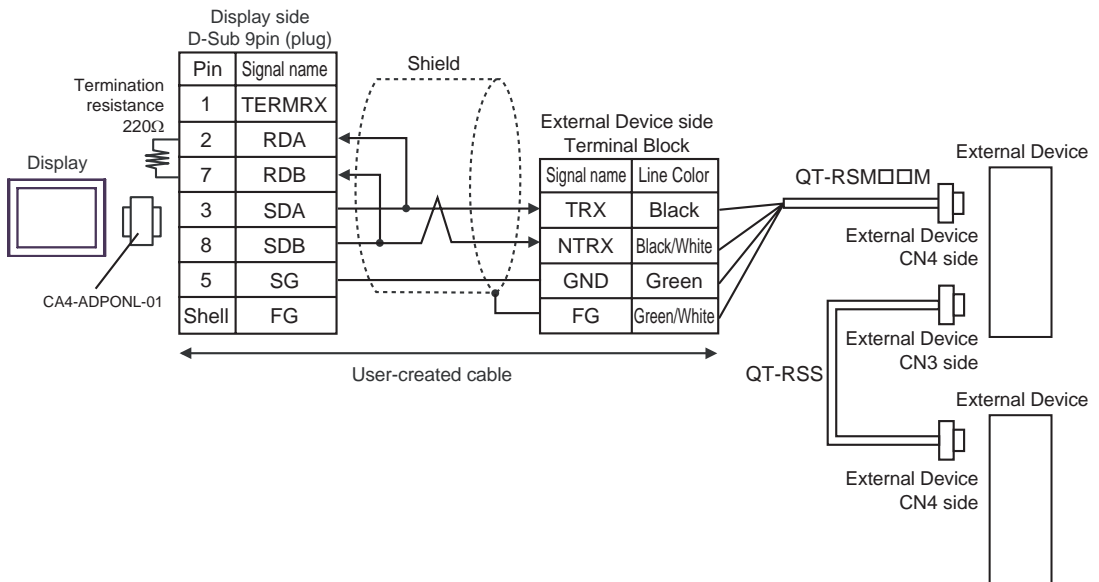 Display side
D-Sub 9pin (plug)
Pin Signal name
1 TERMRX
2 RDA
7 RDB
3 SDA
8 SDB
5 SG
Shell FG
Termination
resistance
220Ω
Display
CA4-ADPONL-01
Shield
User-created cable
External Device side
Terminal Block
Signal name Line Color
TRX Black
NTRX Black/White
GND Green
FG Green/White
QT-RSM□□M
External Device
External Device
CN4 side
External Device
CN3 side
QT-RSS
External Device
External Device
CN4 side